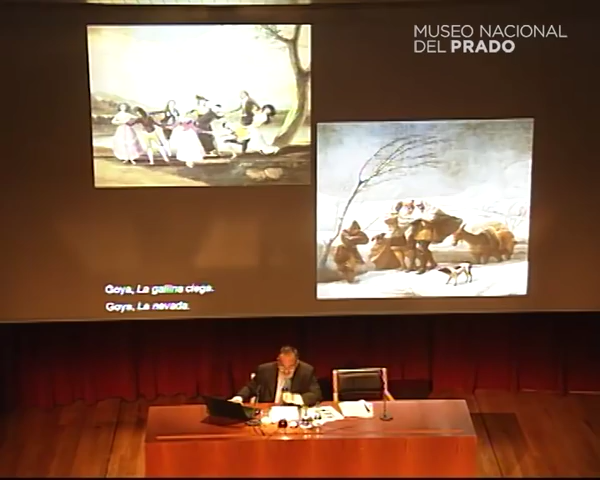 MUSEO NACIONAL
DEL PRADO
Goya, La gallina ciega.
Goya, La nevada.